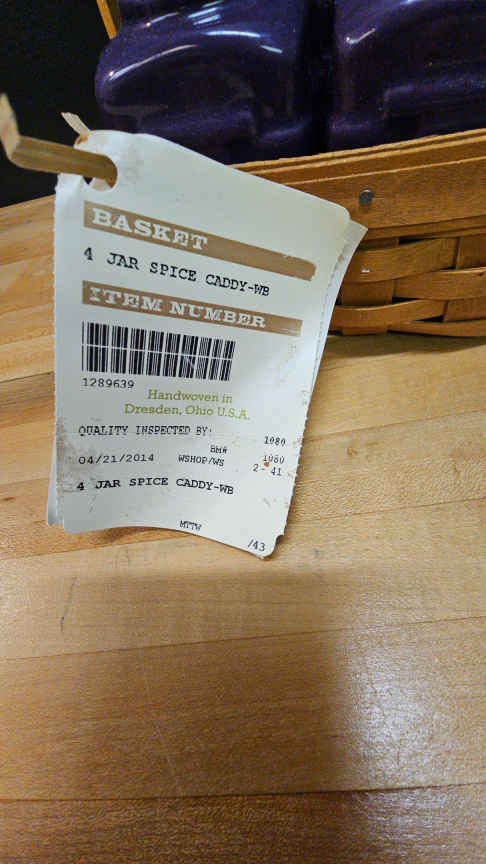 BASKET
4 JAR SPICE CADDY-WB
ITEM NUMBER
1289639
Handwoven in
Dresden, Ohio U.S.A.
QUALITY INSPECTED BY: 1080
BM# 1080
04/21/2014 WSHOP/WS 2- 41
4 JAR SPICE CADDY-WB
MTTW
/43